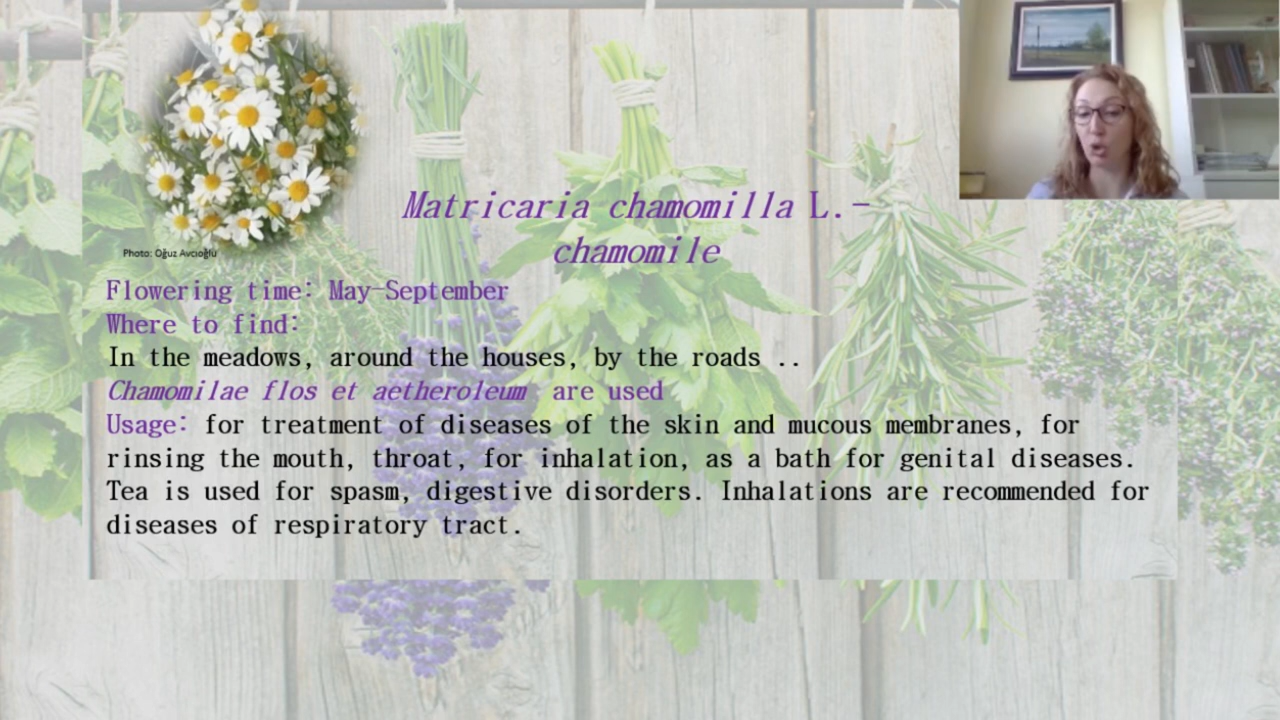 Matricaria chamomilla L.-
chamomile
Photo: Oğuz Avcıoğlu
Flowering time: May-September
Where to find:
In the meadows, around the houses, by the roads ..
Chamomilae flos et aetheroleum are used
Usage: for treatment of diseases of the skin and mucous membranes, for
rinsing the mouth, throat, for inhalation, as a bath for genital diseases.
Tea is used for spasm, digestive disorders. Inhalations are recommended for
diseases of respiratory tract.